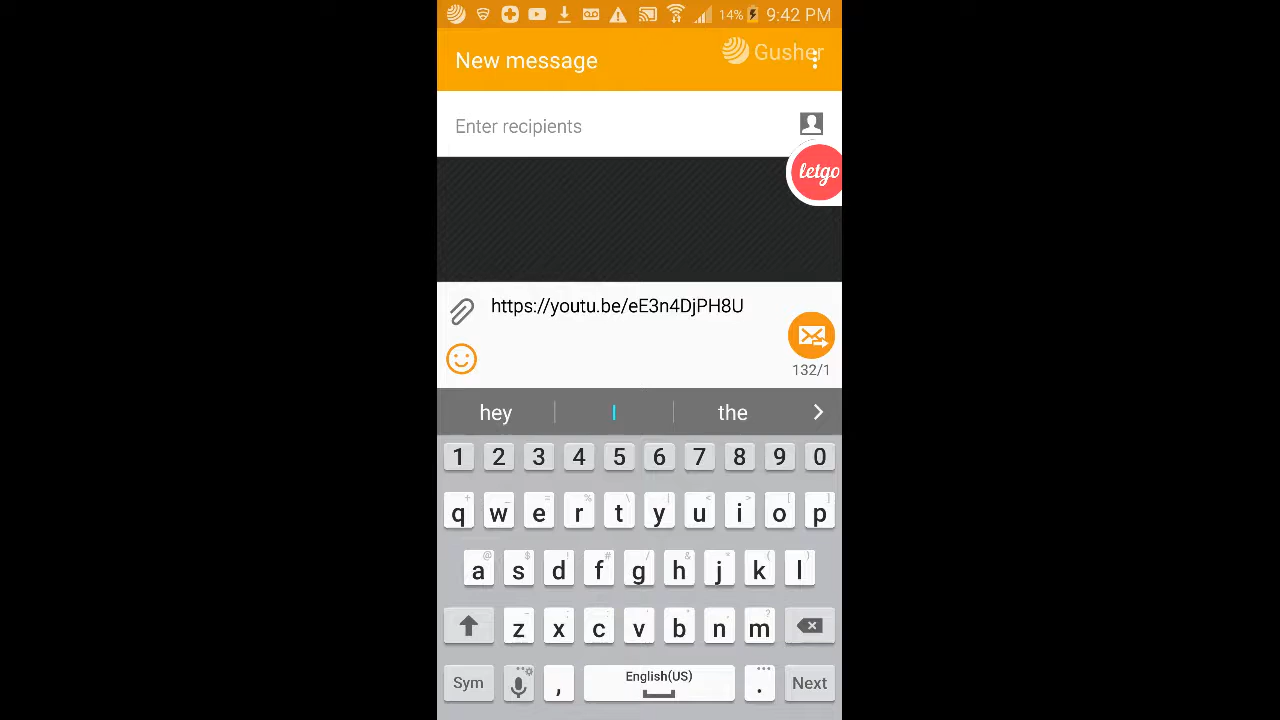 14% 9:42 PM
New message
Gusher
Enter recipients
letgo
https://youtu.be/eE3n4DjPH8U
132/1
hey I the
1 2 3 4 5 6 7 8 9 0
q w e r t y u i o p
a s d f g h j k l
z x c v b n m
Sym , English(US) . Next